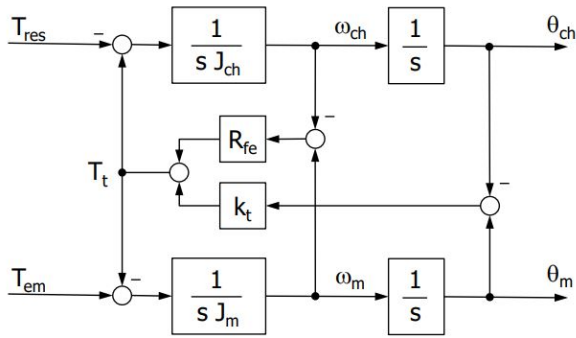 T_res − 1 / s J_ch ω_ch 1 / s θ_ch
−
R_fe
T_t
−
k_t
T_em − 1 / s J_m ω_m 1 / s θ_m